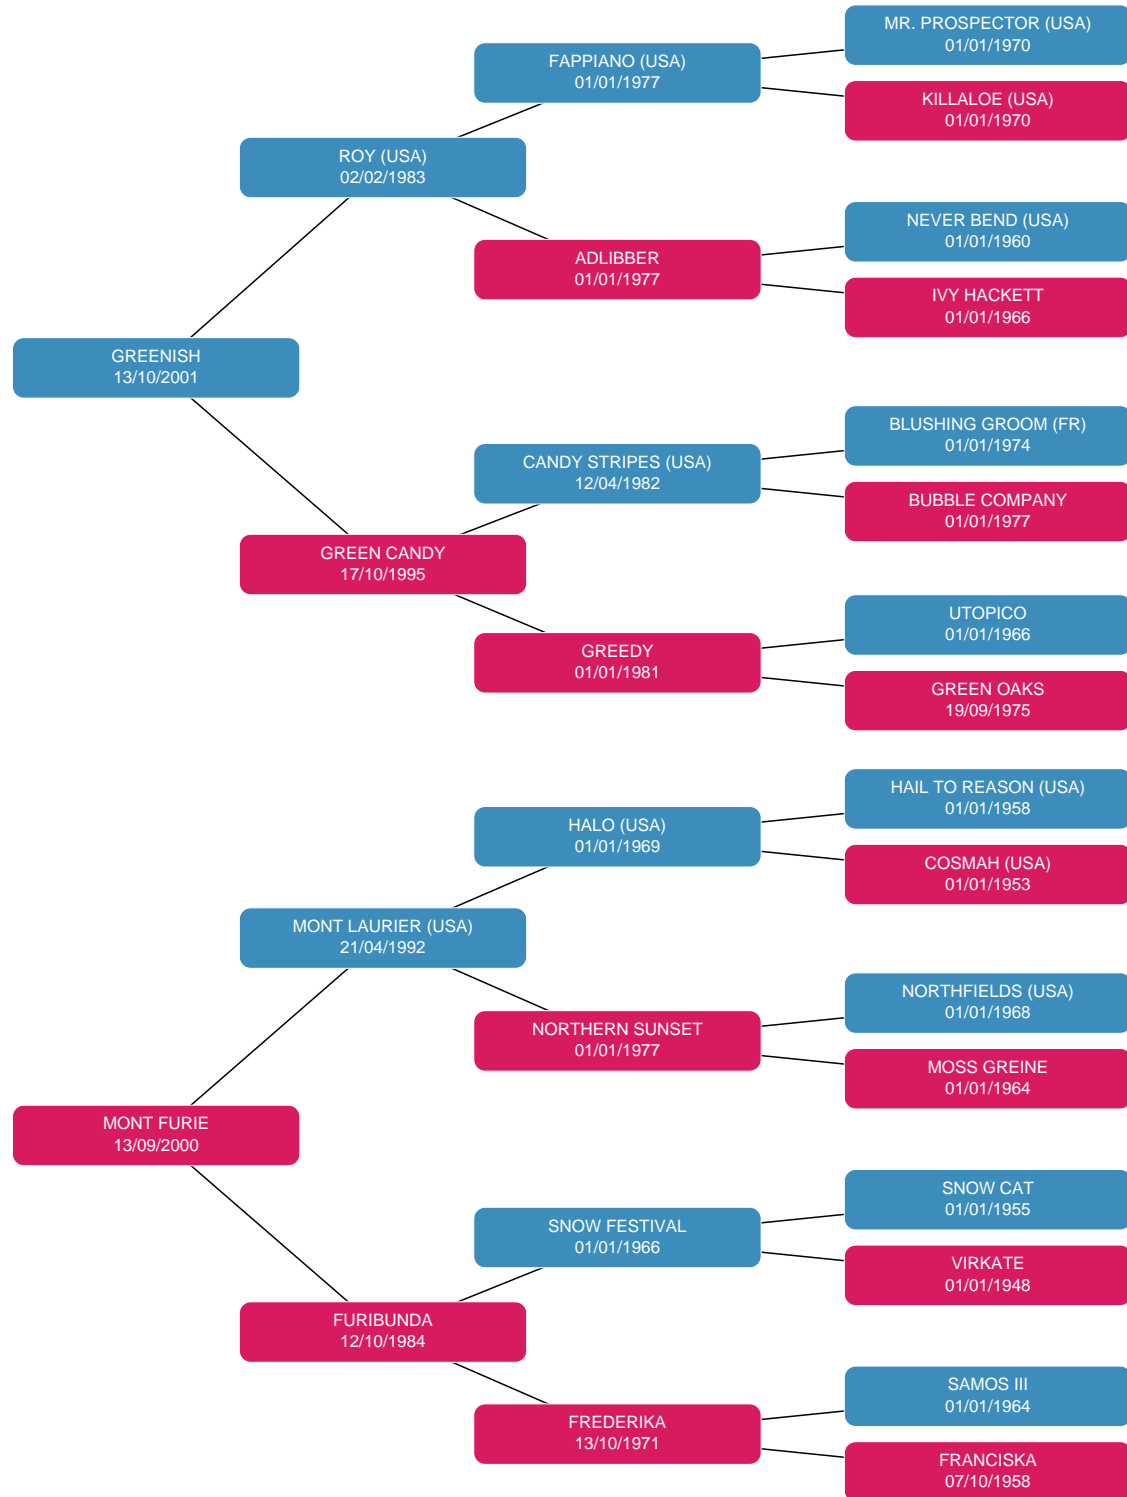 MR. PROSPECTOR (USA)
01/01/1970
FAPPIANO (USA)
01/01/1977
KILLALOE (USA)
01/01/1970
ROY (USA)
02/02/1983
NEVER BEND (USA)
01/01/1960
ADLIBBER
01/01/1977
IVY HACKETT
01/01/1966
GREENISH
13/10/2001
BLUSHING GROOM (FR)
01/01/1974
CANDY STRIPES (USA)
12/04/1982
BUBBLE COMPANY
01/01/1977
GREEN CANDY
17/10/1995
UTOPICO
01/01/1966
GREEDY
01/01/1981
GREEN OAKS
19/09/1975
HAIL TO REASON (USA)
01/01/1958
HALO (USA)
01/01/1969
COSMAH (USA)
01/01/1953
MONT LAURIER (USA)
21/04/1992
NORTHFIELDS (USA)
01/01/1968
NORTHERN SUNSET
01/01/1977
MOSS GREINE
01/01/1964
MONT FURIE
13/09/2000
SNOW CAT
01/01/1955
SNOW FESTIVAL
01/01/1966
VIRKATE
01/01/1948
FURIBUNDA
12/10/1984
SAMOS III
01/01/1964
FREDERIKA
13/10/1971
FRANCISKA
07/10/1958